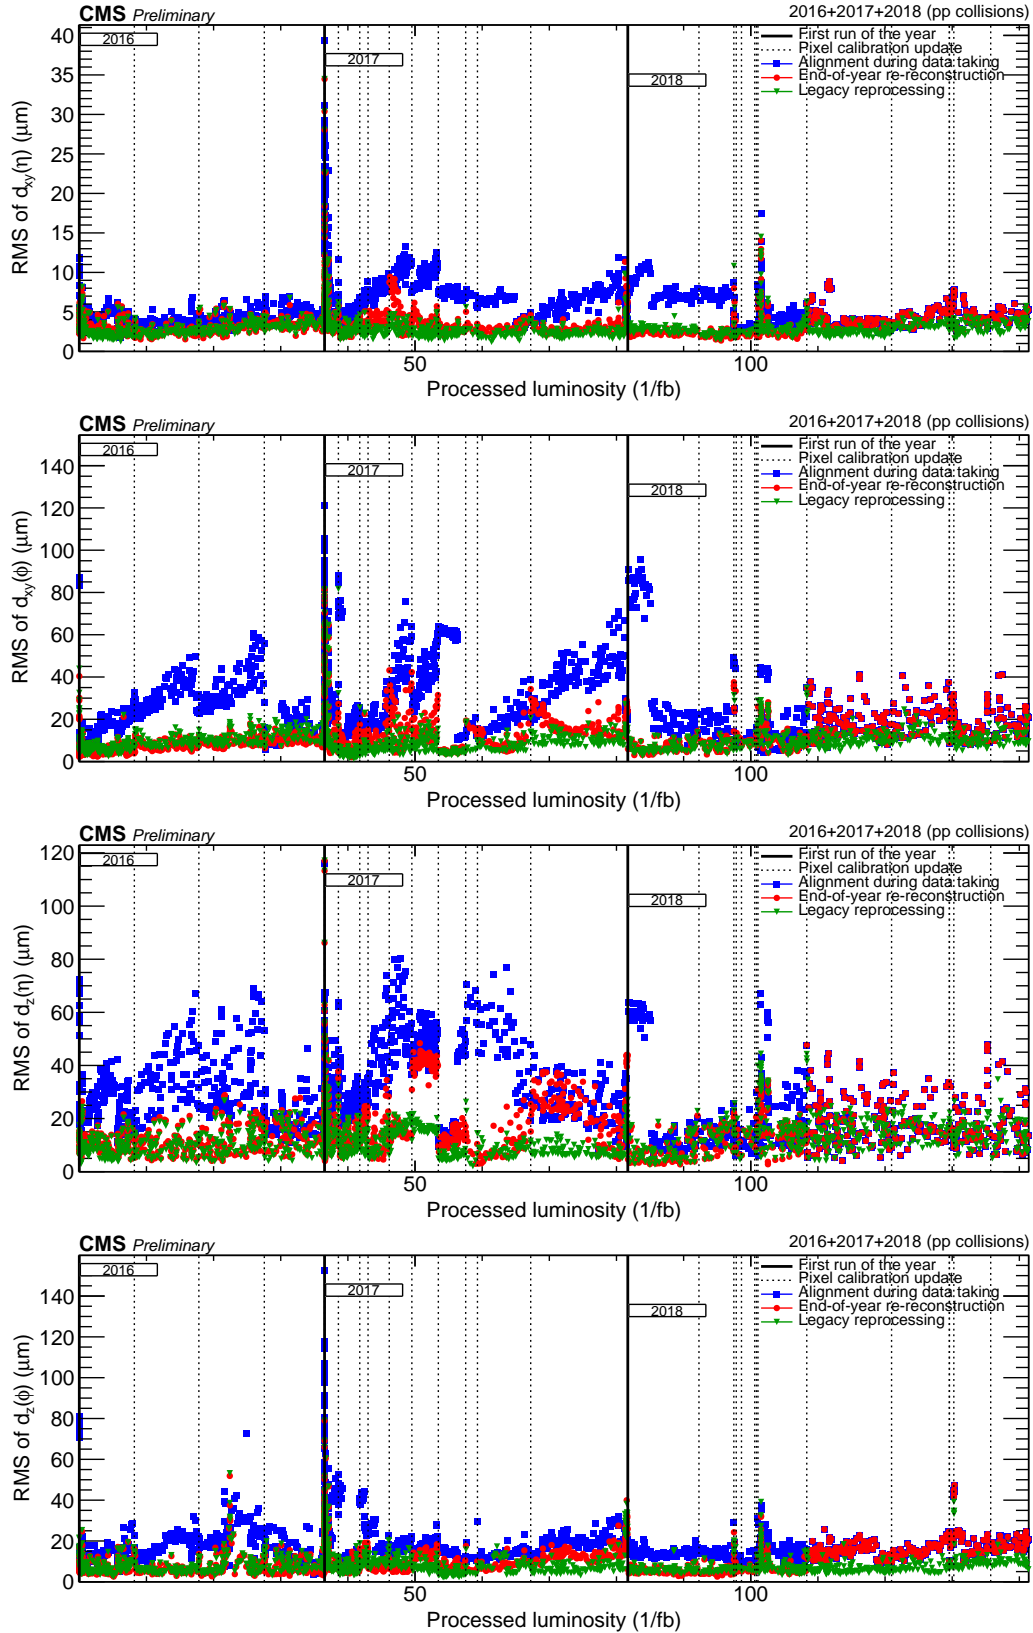 CMS Preliminary 2016+2017+2018 (pp collisions)
RMS of dxy(η) (μm)
40
35
30
25
20
15
10
5
0
2016
2017
2018
First run of the year
Pixel calibration update
Alignment during data taking
End-of-year re-reconstruction
Legacy reprocessing
50 100
Processed luminosity (1/fb)
CMS Preliminary 2016+2017+2018 (pp collisions)
RMS of dxy(ϕ) (μm)
140
120
100
80
60
40
20
0
2016
2017
2018
First run of the year
Pixel calibration update
Alignment during data taking
End-of-year re-reconstruction
Legacy reprocessing
50 100
Processed luminosity (1/fb)
CMS Preliminary 2016+2017+2018 (pp collisions)
RMS of dz(η) (μm)
120
100
80
60
40
20
0
2016
2017
2018
First run of the year
Pixel calibration update
Alignment during data taking
End-of-year re-reconstruction
Legacy reprocessing
50 100
Processed luminosity (1/fb)
CMS Preliminary 2016+2017+2018 (pp collisions)
RMS of dz(ϕ) (μm)
140
120
100
80
60
40
20
0
2016
2017
2018
First run of the year
Pixel calibration update
Alignment during data taking
End-of-year re-reconstruction
Legacy reprocessing
50 100
Processed luminosity (1/fb)